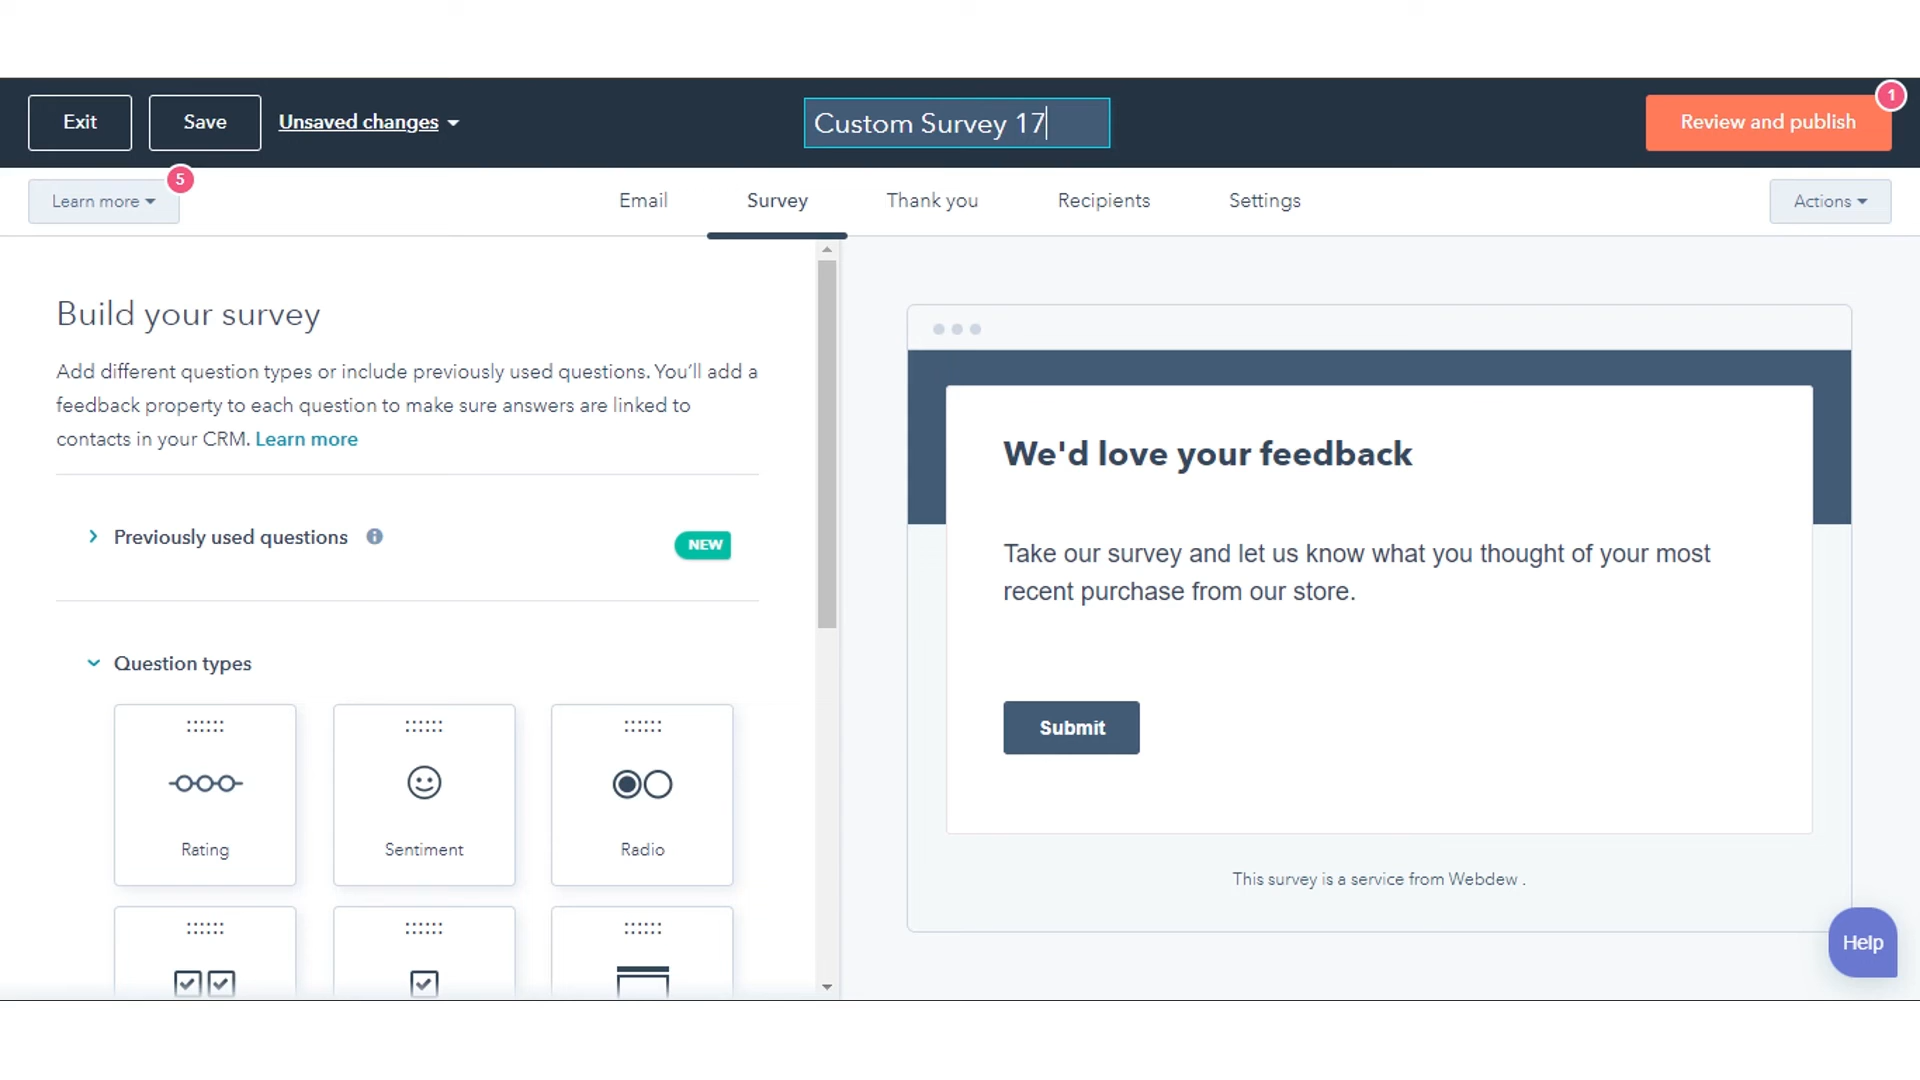 Exit
Save
Unsaved changes
Custom Survey 17
Review and publish
1
Learn more
5
Email
Survey
Thank you
Recipients
Settings
Actions
Build your survey
Add different question types or include previously used questions. You'll add a
feedback property to each question to make sure answers are linked to
contacts in your CRM. Learn more
Previously used questions
NEW
Question types
Rating
Sentiment
Radio
We'd love your feedback
Take our survey and let us know what you thought of your most
recent purchase from our store.
Submit
This survey is a service from Webdew .
Help